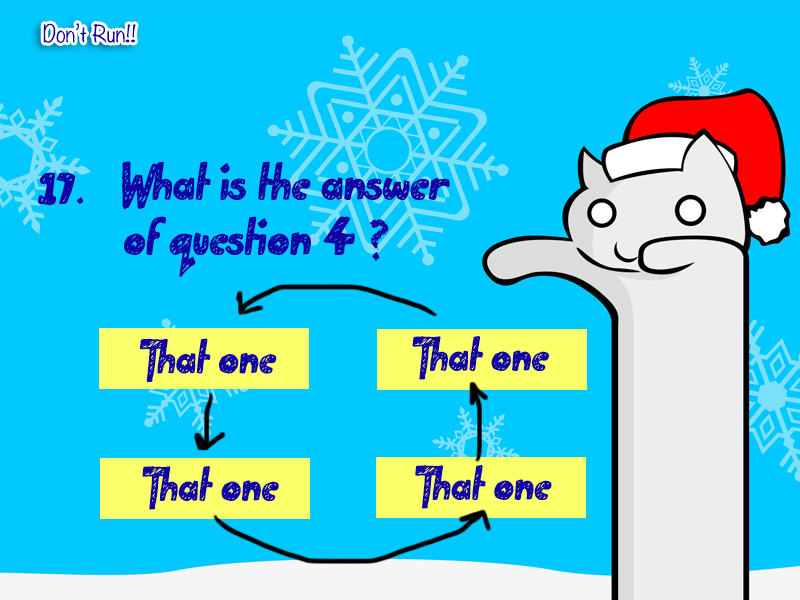 Don't Run!!
17. What is the answer
of question 4 ?
That one
That one
That one
That one